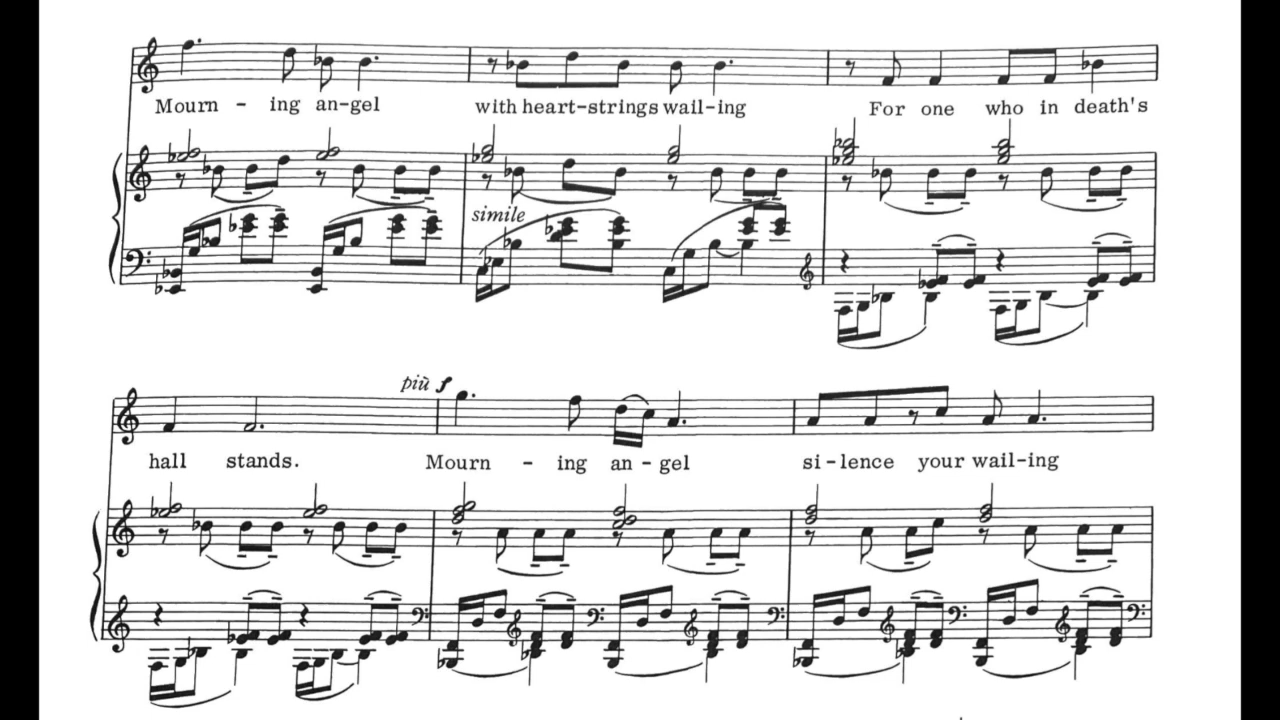 Mourn - ing an-gel with heart-strings wail-ing For one who in death's
simile
più f
hall stands. Mourn - ing an - gel si-lence your wail-ing